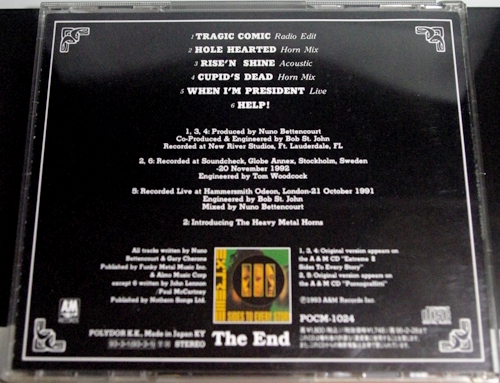 1 TRAGIC COMIC Radio Edit
2 HOLE HEARTED Horn Mix
3 RISE'N SHINE Acoustic
4 CUPID'S DEAD Horn Mix
5 WHEN I'M PRESIDENT Live
6 HELP!
1, 3, 4: Produced by Nuno Bettencourt
Co-Produced & Engineered by Bob St. John
Recorded at New River Studios, Ft. Lauderdale, FL
2, 6: Recorded at Soundcheck, Globe Annex, Stockholm, Sweden
-20 November 1992
Engineered by Tom Woodcock
5: Recorded Live at Hammersmith Odeon, London-21 October 1991
Engineered by Bob St. John
Mixed by Nuno Bettencourt
2: Introducing The Heavy Metal Horns
All tracks written by Nuno
Bettencourt & Gary Cherone
Published by Funky Metal Music Inc.
& Almo Music Corp
except 6 written by John Lennon
/Paul McCartney
Published by Nothern Songs Ltd.
A&M
POLYDOR K.K., Made in Japan KY
STEREO
III
SIDES TO EVERY STORY
The End
1, 3, 4: Original version appears on
the A & M CD "Extreme II
Sides To Every Story"
2, 5: Original version appears on
the A & M CD "Pornograffitti"
©1993 A&M Records Inc.
POCM-1024